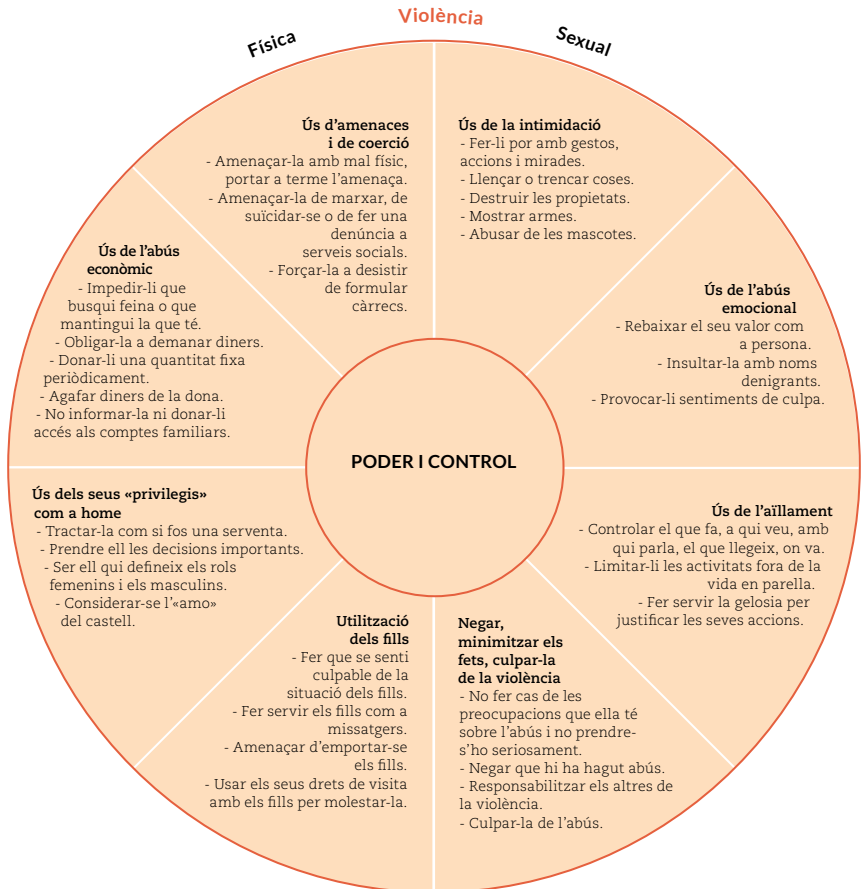 Violència
Física
Sexual
Ús d’amenaces
i de coerció
- Amenaçar-la amb mal físic,
portar a terme l’amenaça.
- Amenaçar-la de marxar, de
suïcidar-se o de fer una
denúncia a
serveis socials.
- Forçar-la a desistir
de formular
càrrecs.
Ús de la intimidació
- Fer-li por amb gestos,
accions i mirades.
- Llençar o trencar coses.
- Destruir les propietats.
- Mostrar armes.
- Abusar de les mascotes.
Ús de l’abús
econòmic
- Impedir-li que
busqui feina o que
mantingui la que té.
- Obligar-la a demanar diners.
- Donar-li una quantitat fixa
periòdicament.
- Agafar diners de la dona.
- No informar-la ni donar-li
accés als comptes familiars.
Ús de l’abús
emocional
- Rebaixar el seu valor com
a persona.
- Insultar-la amb noms
denigrants.
- Provocar-li sentiments de culpa.
PODER I CONTROL
Ús dels seus «privilegis»
com a home
- Tractar-la com si fos una serventa.
- Prendre ell les decisions importants.
- Ser ell qui defineix els rols
femenins i els masculins.
- Considerar-se l’«amo»
del castell.
Ús de l’aïllament
- Controlar el que fa, a qui veu, amb
qui parla, el que llegeix, on va.
- Limitar-li les activitats fora de la
vida en parella.
- Fer servir la gelosia per
justificar les seves accions.
Utilització
dels fills
- Fer que se senti
culpable de la
situació dels fills.
- Fer servir els fills com a
missatgers.
- Amenaçar d’emportar-se
els fills.
- Usar els seus drets de visita
amb els fills per molestar-la.
Negar,
minimitzar els
fets, culpar-la
de la violència
- No fer cas de les
preocupacions que ella té
sobre l’abús i no prendre-
s’ho seriosament.
- Negar que hi ha hagut abús.
- Responsabilitzar els altres de
la violència.
- Culpar-la de l’abús.